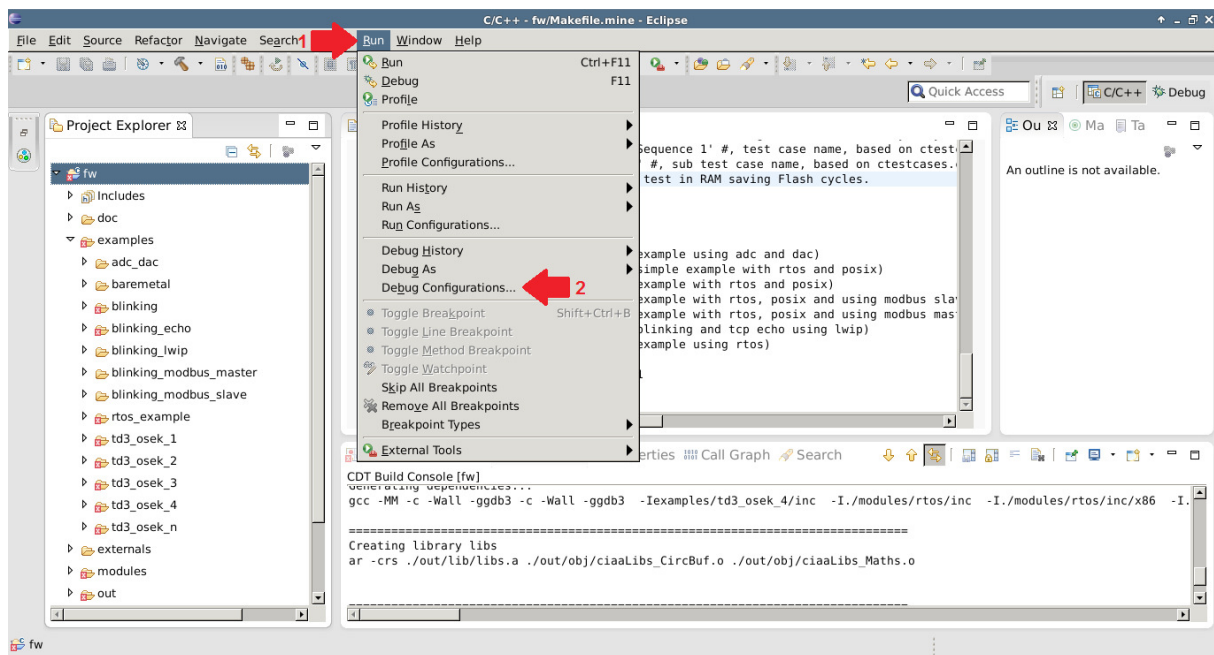 C/C++ - fw/Makefile.mine - Eclipse
File Edit Source Refactor Navigate Search 1 Run Window Help
Quick Access
C/C++
Debug
Project Explorer
fw
Includes
doc
examples
adc_dac
baremetal
blinking
blinking_echo
blinking_lwip
blinking_modbus_master
blinking_modbus_slave
rtos_example
td3_osek_1
td3_osek_2
td3_osek_3
td3_osek_4
td3_osek_n
externals
modules
out
Run Ctrl+F11
Debug F11
Profile
Profile History
Profile As
Profile Configurations...
Run History
Run As
Run Configurations...
Debug History
Debug As
Debug Configurations... 2
Toggle Breakpoint Shift+Ctrl+B
Toggle Line Breakpoint
Toggle Method Breakpoint
Toggle Watchpoint
Skip All Breakpoints
Remove All Breakpoints
Breakpoint Types
External Tools
Sequence 1' #, test case name, based on ctest
' #, sub test case name, based on ctestcases.
test in RAM saving Flash cycles.
example using adc and dac)
simple example with rtos and posix)
example with rtos and posix)
example with rtos, posix and using modbus sla
example with rtos, posix and using modbus mas
blinking and tcp echo using lwip)
example using rtos)
Ou Ma Ta
An outline is not available.
erties Call Graph Search
CDT Build Console [fw]
Generating dependencies...
gcc -MM -c -Wall -ggdb3 -c -Wall -ggdb3 -Iexamples/td3_osek_4/inc -I./modules/rtos/inc -I./modules/rtos/inc/x86 -I.
================================================================================
Creating library libs
ar -crs ./out/lib/libs.a ./out/obj/ciaaLibs_CircBuf.o ./out/obj/ciaaLibs_Maths.o
================================================================================
fw